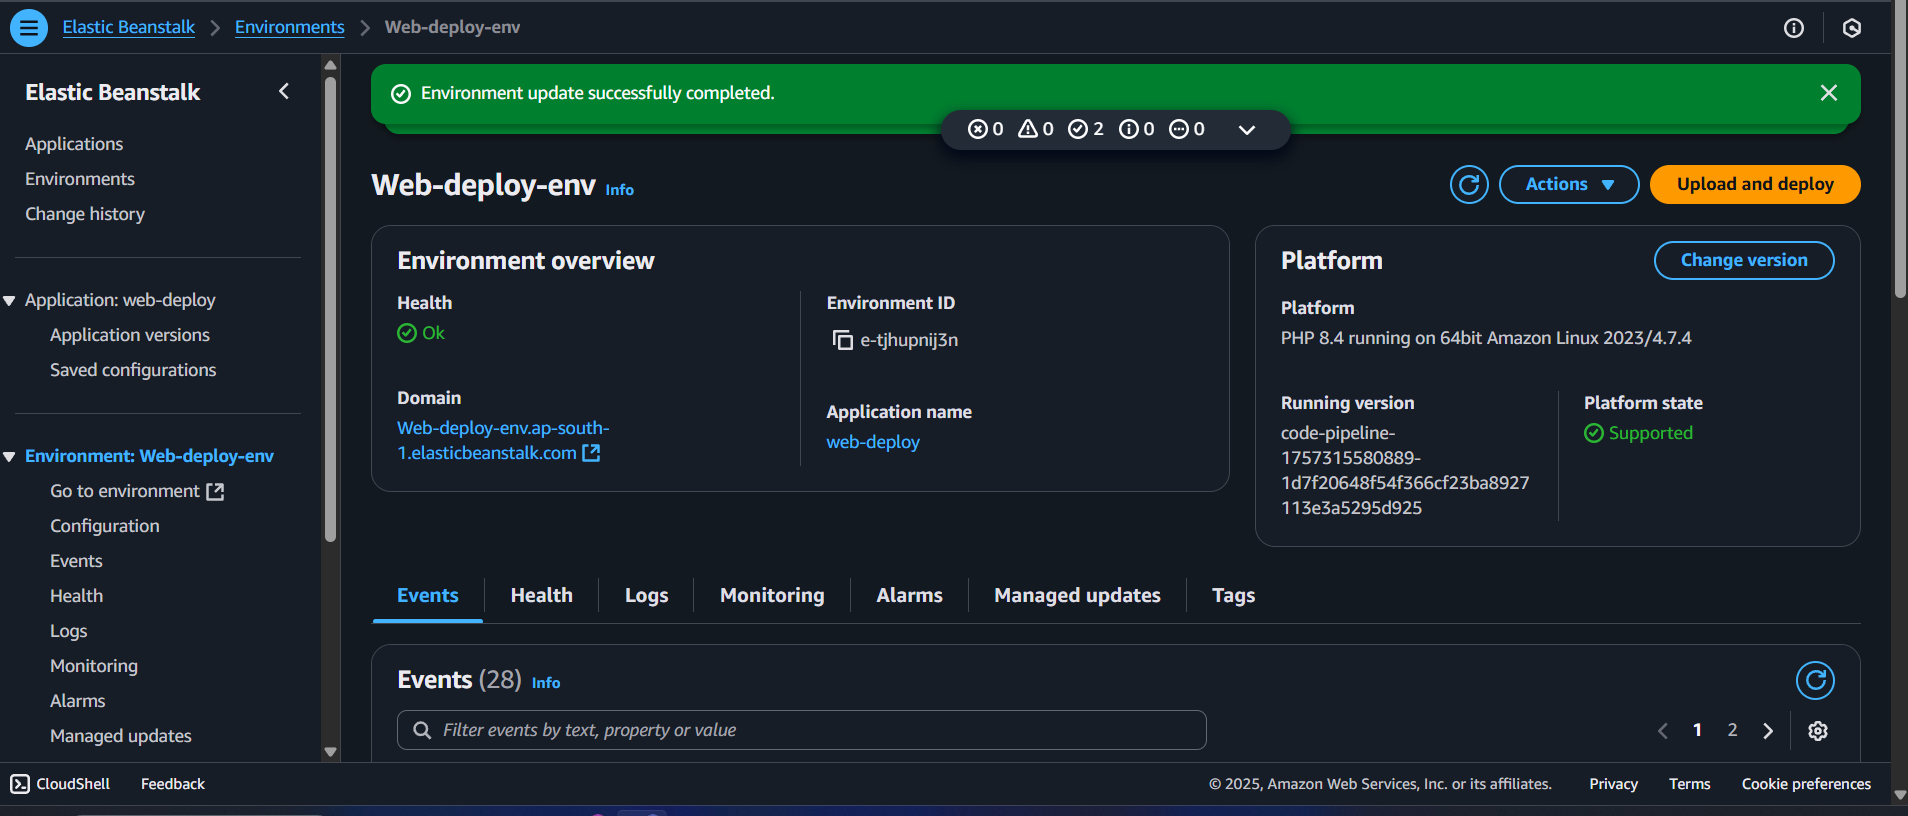 Elastic Beanstalk > Environments > Web-deploy-env
Elastic Beanstalk
Applications
Environments
Change history
Application: web-deploy
Application versions
Saved configurations
Environment: Web-deploy-env
Go to environment
Configuration
Events
Health
Logs
Monitoring
Alarms
Managed updates
Environment update successfully completed.
0 0 2 0 0
Web-deploy-env Info
Actions
Upload and deploy
Environment overview
Health
Ok
Domain
Web-deploy-env.ap-south-
1.elasticbeanstalk.com
Environment ID
e-tjhupnij3n
Application name
web-deploy
Platform
Change version
Platform
PHP 8.4 running on 64bit Amazon Linux 2023/4.7.4
Running version
code-pipeline-
1757315580889-
1d7f20648f54f366cf23ba8927
113e3a5295d925
Platform state
Supported
Events
Health
Logs
Monitoring
Alarms
Managed updates
Tags
Events (28) Info
Filter events by text, property or value
1 2
CloudShell
Feedback
© 2025, Amazon Web Services, Inc. or its affiliates.
Privacy
Terms
Cookie preferences